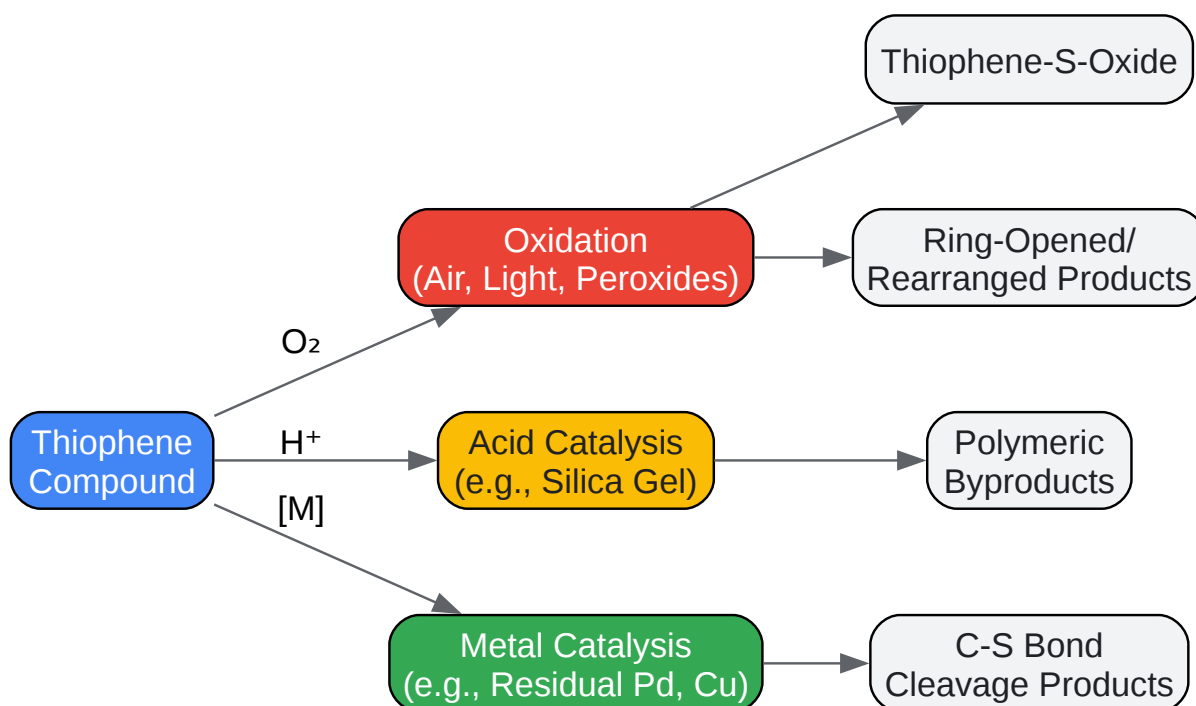 Thiophene-S-Oxide
Oxidation
(Air, Light, Peroxides)
Ring-Opened/
Rearranged Products
O₂
Thiophene
Compound
H⁺
Acid Catalysis
(e.g., Silica Gel)
Polymeric
Byproducts
[M]
Metal Catalysis
(e.g., Residual Pd, Cu)
C-S Bond
Cleavage Products